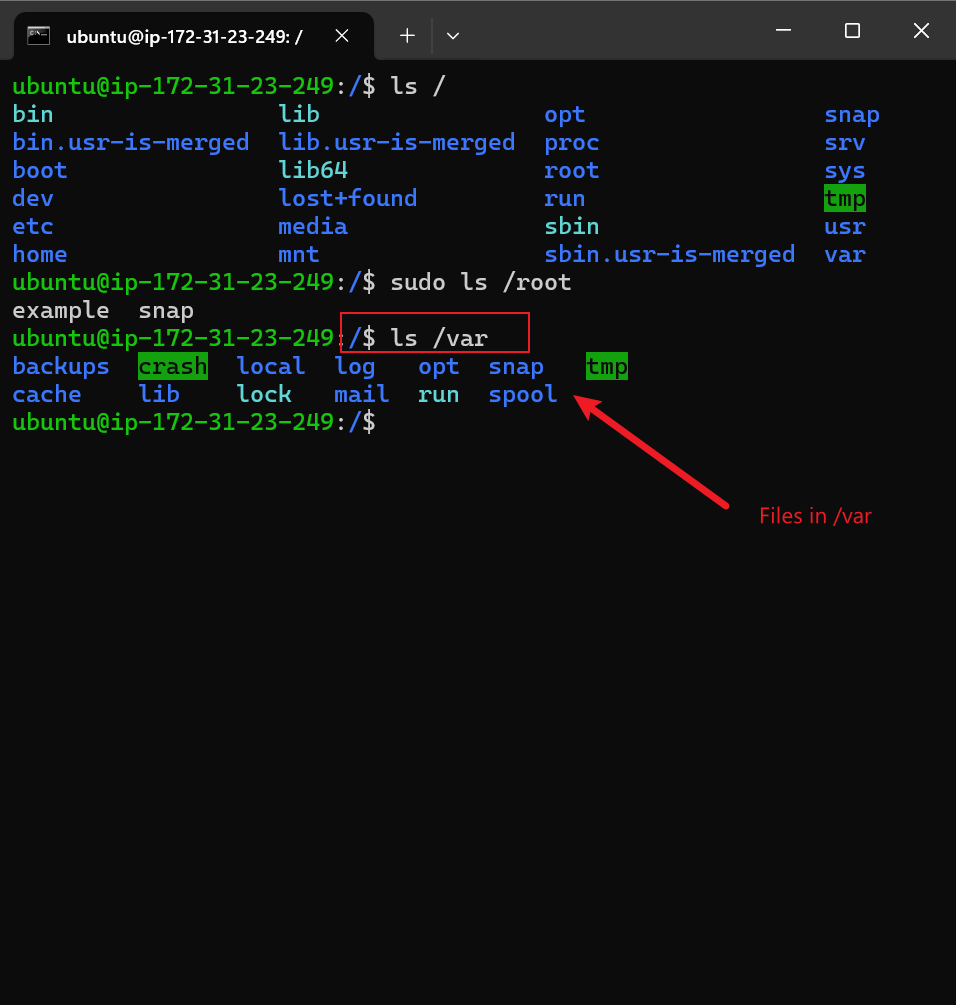 ubuntu@ip-172-31-23-249: /
ubuntu@ip-172-31-23-249:/$ ls /
bin lib opt snap
bin.usr-is-merged lib.usr-is-merged proc srv
boot lib64 root sys
dev lost+found run tmp
etc media sbin usr
home mnt sbin.usr-is-merged var
ubuntu@ip-172-31-23-249:/$ sudo ls /root
example snap
ubuntu@ip-172-31-23-249:/$ ls /var
backups crash local log opt snap tmp
cache lib lock mail run spool
ubuntu@ip-172-31-23-249:/$
Files in /var